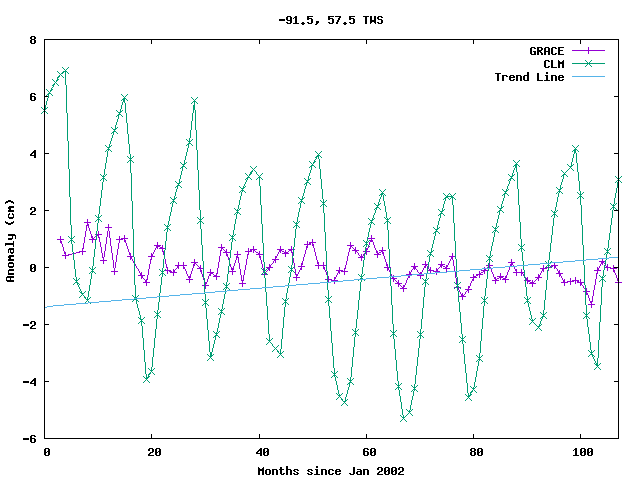 -91.5, 57.5 TWS
GRACE
CLM
Trend Line
8
6
4
2
0
-2
-4
-6
Anomaly (cm)
0 20 40 60 80 100
Months since Jan 2002